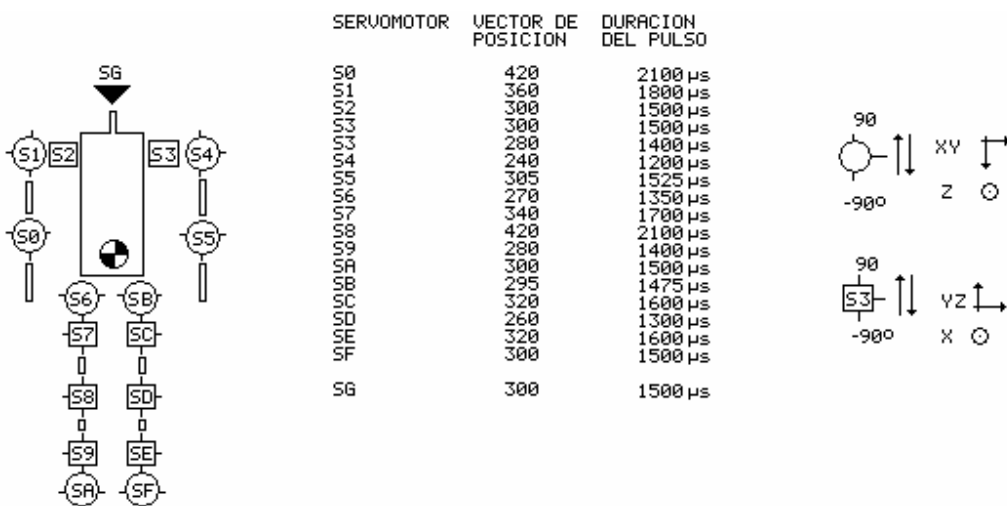 SERVOMOTOR VECTOR DE POSICION DURACION DEL PULSO
S0 420 2100 µs
S1 360 1800 µs
S2 300 1500 µs
S3 300 1500 µs
S3 280 1400 µs
S4 240 1200 µs
S5 305 1525 µs
S6 270 1350 µs
S7 340 1700 µs
S8 420 2100 µs
S9 280 1400 µs
SA 300 1500 µs
SB 295 1475 µs
SC 320 1600 µs
SD 260 1300 µs
SE 320 1600 µs
SF 300 1500 µs
SG 300 1500 µs
SG
S1 S2 S3 S4
S0 S5
S6 SB
S7 SC
S8 SD
S9 SE
SA SF
90
XY
-90º
Z
90
S3 YZ
-90º X